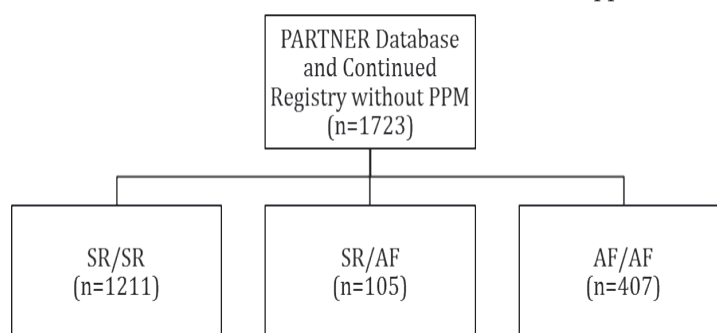 PARTNER Database
and Continued
Registry without PPM
(n=1723)
SR/SR
(n=1211)
SR/AF
(n=105)
AF/AF
(n=407)